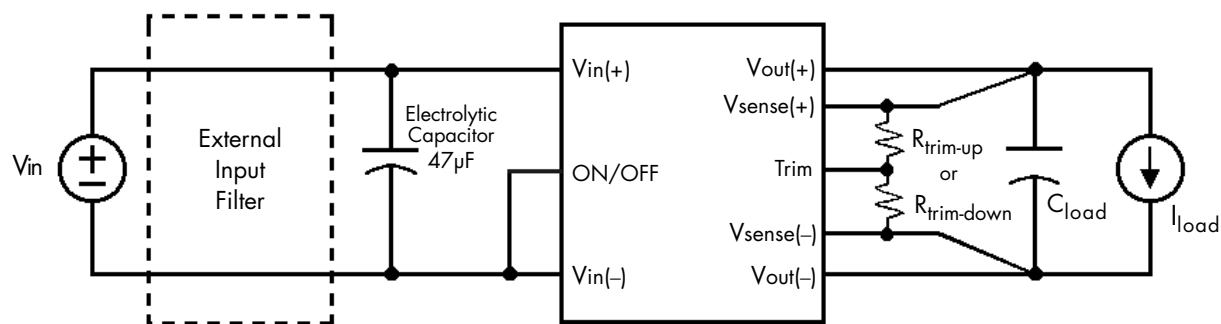 Vin
External
Input
Filter
Electrolytic
Capacitor
47µF
Vin(+)
ON/OFF
Vin(–)
Vout(+)
Vsense(+)
Trim
Vsense(–)
Vout(–)
Rtrim-up
or
Rtrim-down
Cload
Iload